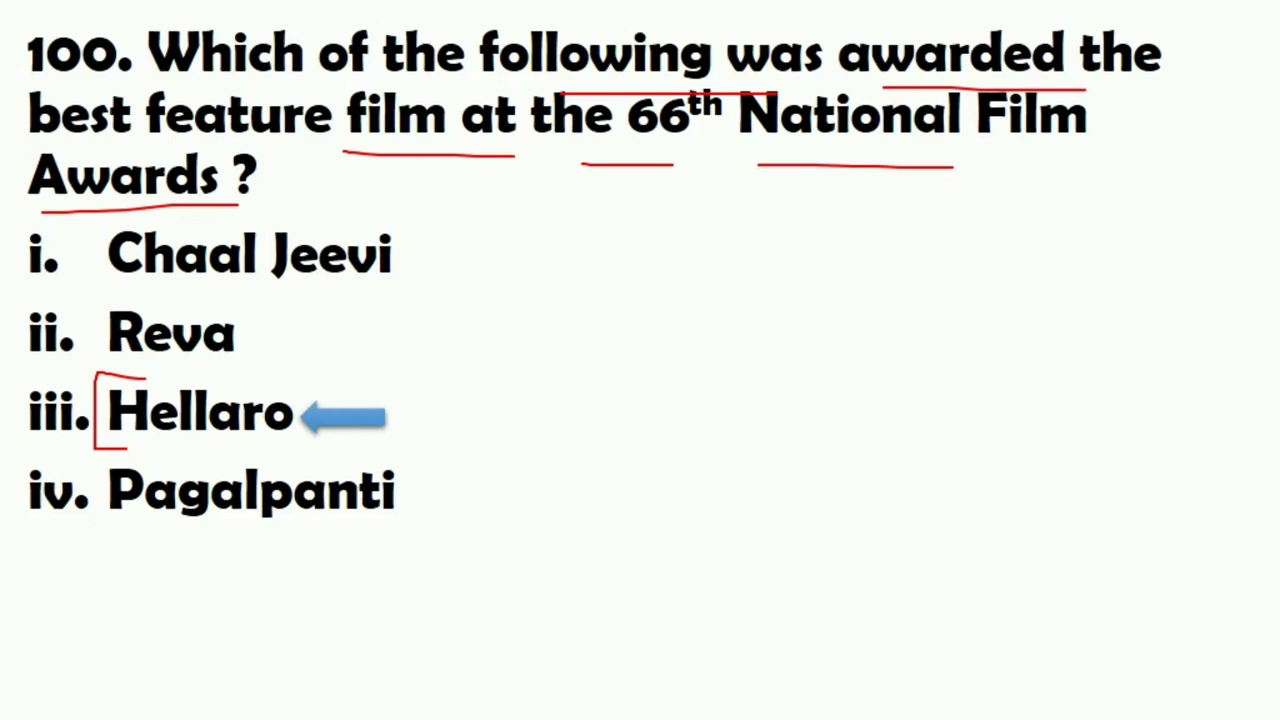 100. Which of the following was awarded the
best feature film at the 66th National Film
Awards ?
i. Chaal Jeevi
ii. Reva
iii. Hellaro
iv. Pagalpanti